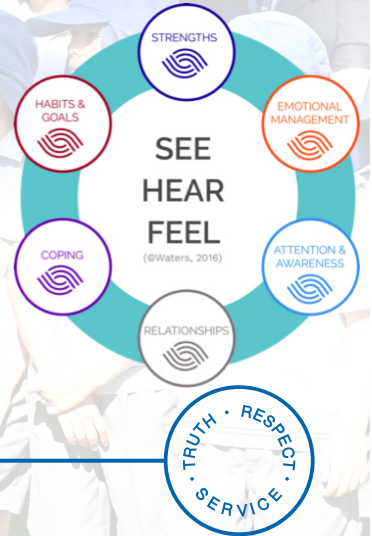 STRENGTHS
EMOTIONAL
MANAGEMENT
ATTENTION &
AWARENESS
RELATIONSHIPS
COPING
HABITS &
GOALS
SEE
HEAR
FEEL
(©Waters, 2016)
TRUTH · RESPECT · SERVICE ·